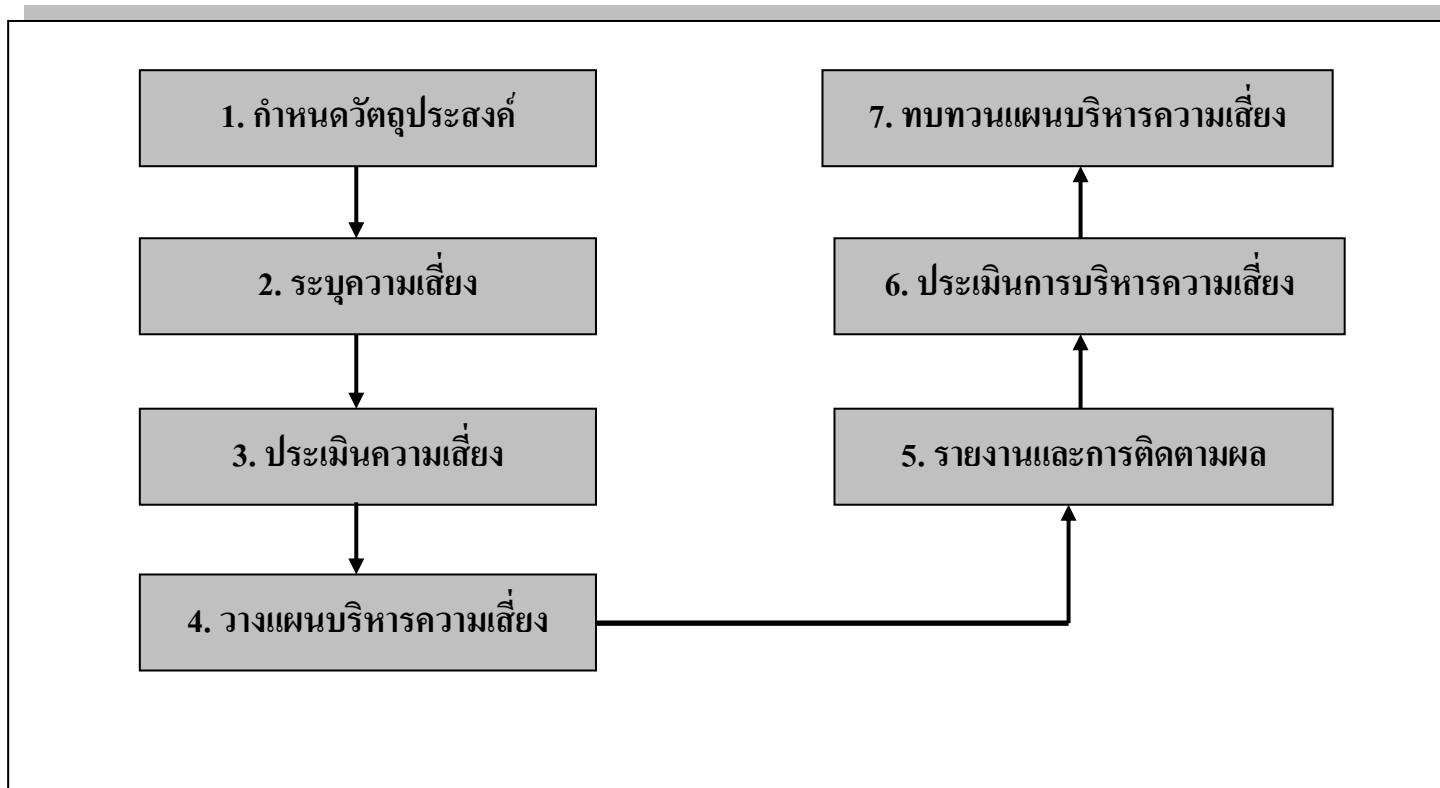 1. กำหนดวัตถุประสงค์
2. ระบุความเสี่ยง
3. ประเมินความเสี่ยง
4. วางแผนบริหารความเสี่ยง
5. รายงานและการติดตามผล
6. ประเมินการบริหารความเสี่ยง
7. ทบทวนแผนบริหารความเสี่ยง